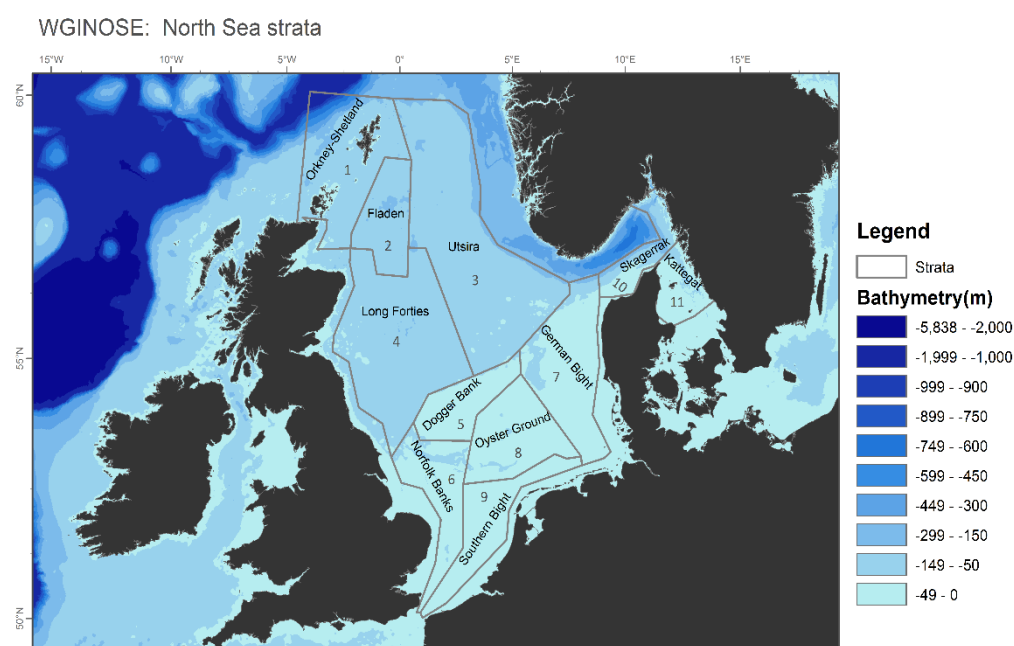 WGINOSE: North Sea strata
15°W 10°W 5°W 0° 5°E 10°E 15°E
60°N
55°N
50°N
Orkney-Shetland
1
Fladen
2
Utsira
3
Long Forties
4
Skagerrak
10
Kattegat
11
German Bight
7
Dogger Bank
5
Oyster Ground
8
Norfolk Banks
6
9
Southern Bight
Legend
Strata
Bathymetry(m)
-5,838 - -2,000
-1,999 - -1,000
-999 - -900
-899 - -750
-749 - -600
-599 - -450
-449 - -300
-299 - -150
-149 - -50
-49 - 0